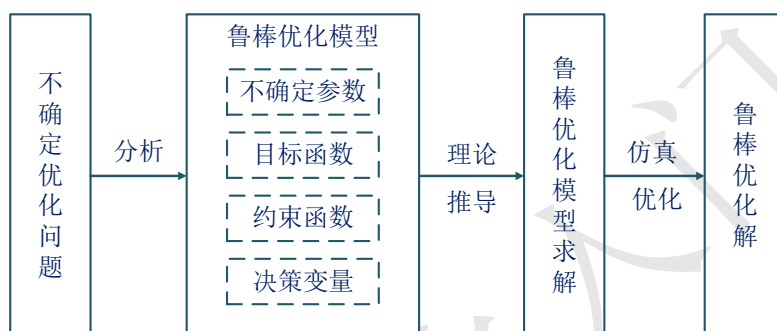 不确定优化问题
分析
鲁棒优化模型
不确定参数
目标函数
约束函数
决策变量
理论
推导
鲁棒优化模型求解
仿真
优化
鲁棒优化解